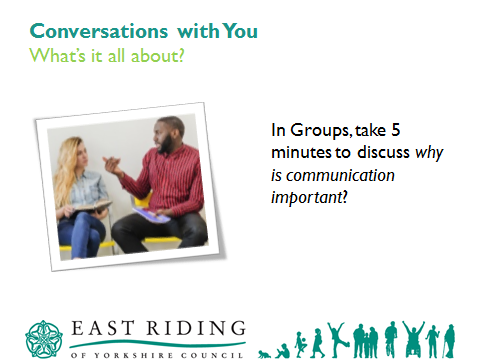 Conversations with You
What's it all about?
In Groups, take 5
minutes to discuss why
is communication
important?
EAST RIDING
OF YORKSHIRE COUNCIL